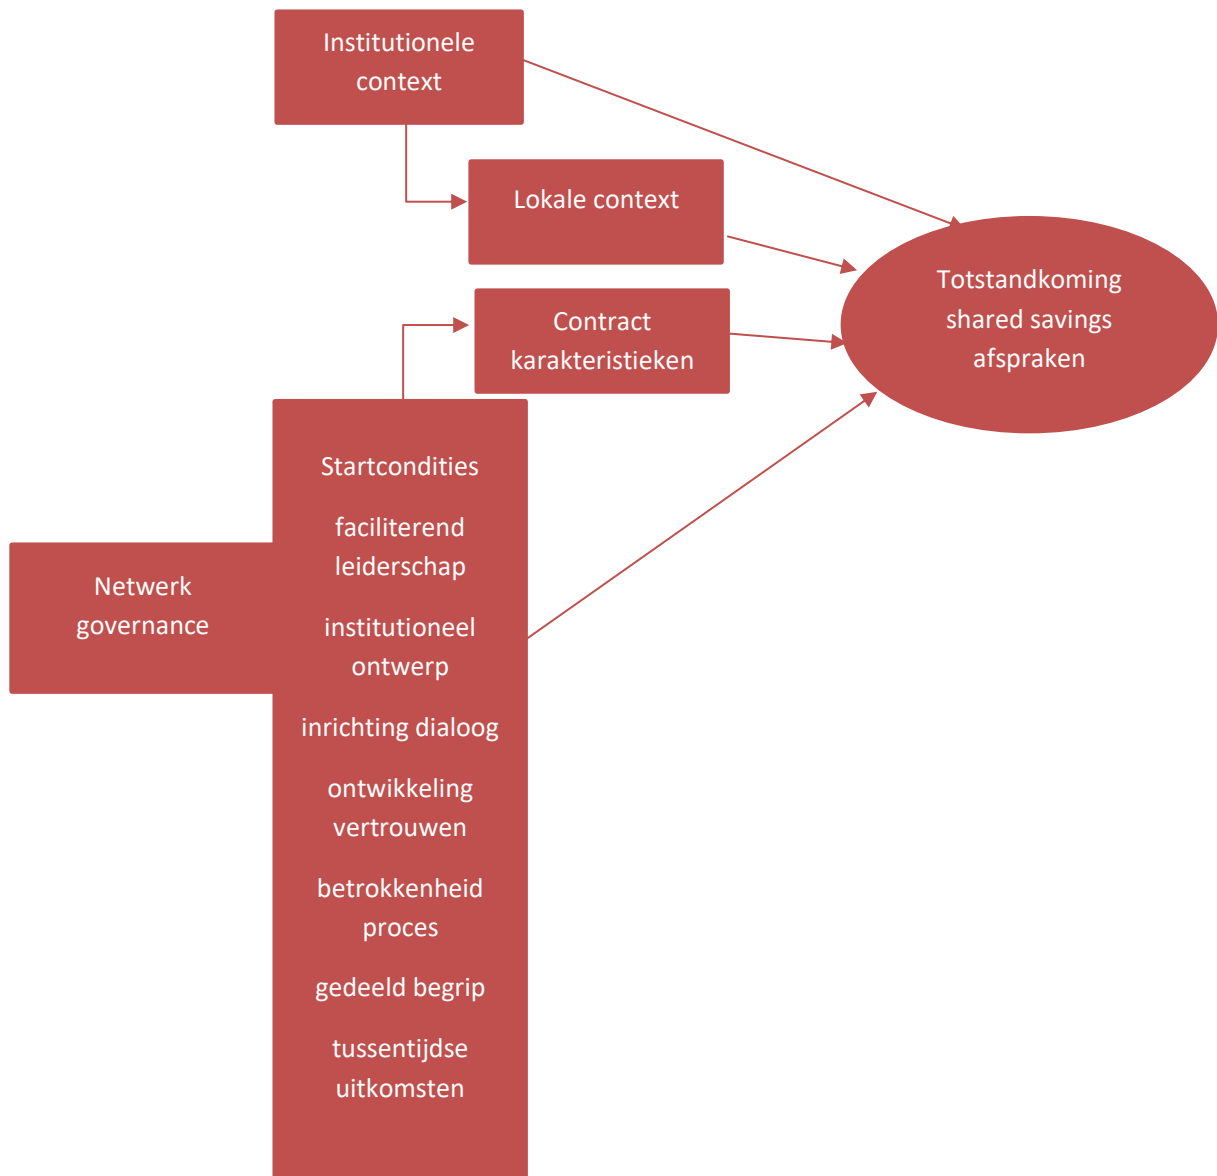 Institutionele
context
Lokale context
Totstandkoming
shared savings
afspraken
Contract
karakteristieken
Startcondities
faciliterend
leiderschap
Netwerk
governance
institutioneel
ontwerp
inrichting dialoog
ontwikkeling
vertrouwen
betrokkenheid
proces
gedeeld begrip
tussentijdse
uitkomsten